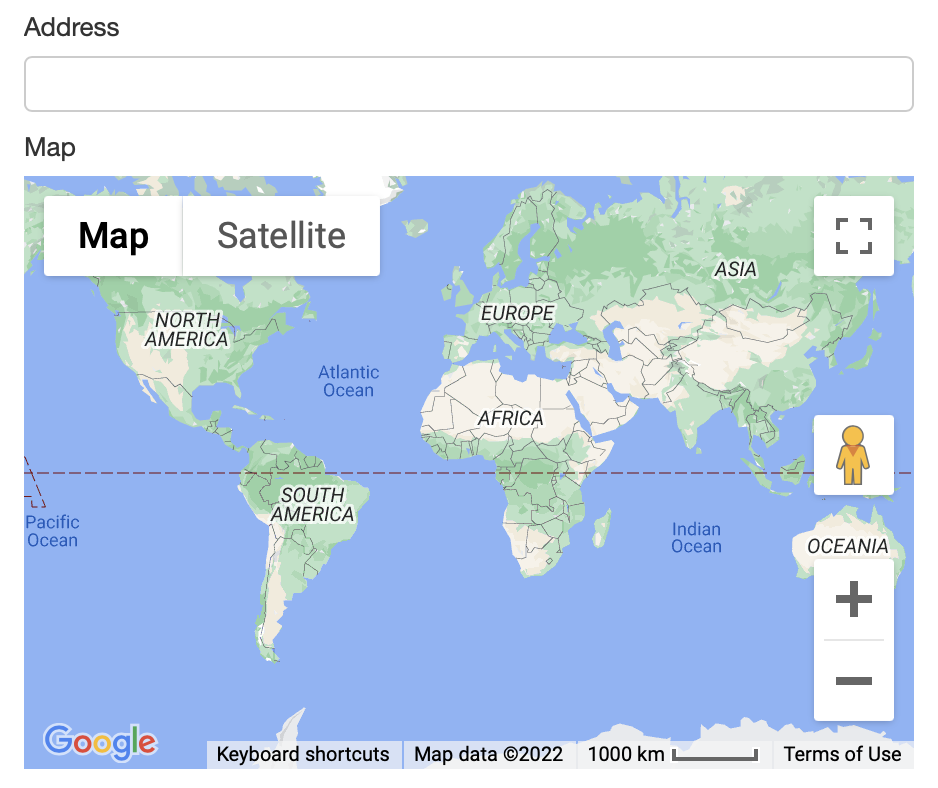 Address
Map
Map
Satellite
ASIA
NORTH
AMERICA
EUROPE
Atlantic
Ocean
AFRICA
SOUTH
AMERICA
Pacific
Ocean
Indian
Ocean
OCEANIA
Google
Keyboard shortcuts
Map data ©2022
1000 km
Terms of Use